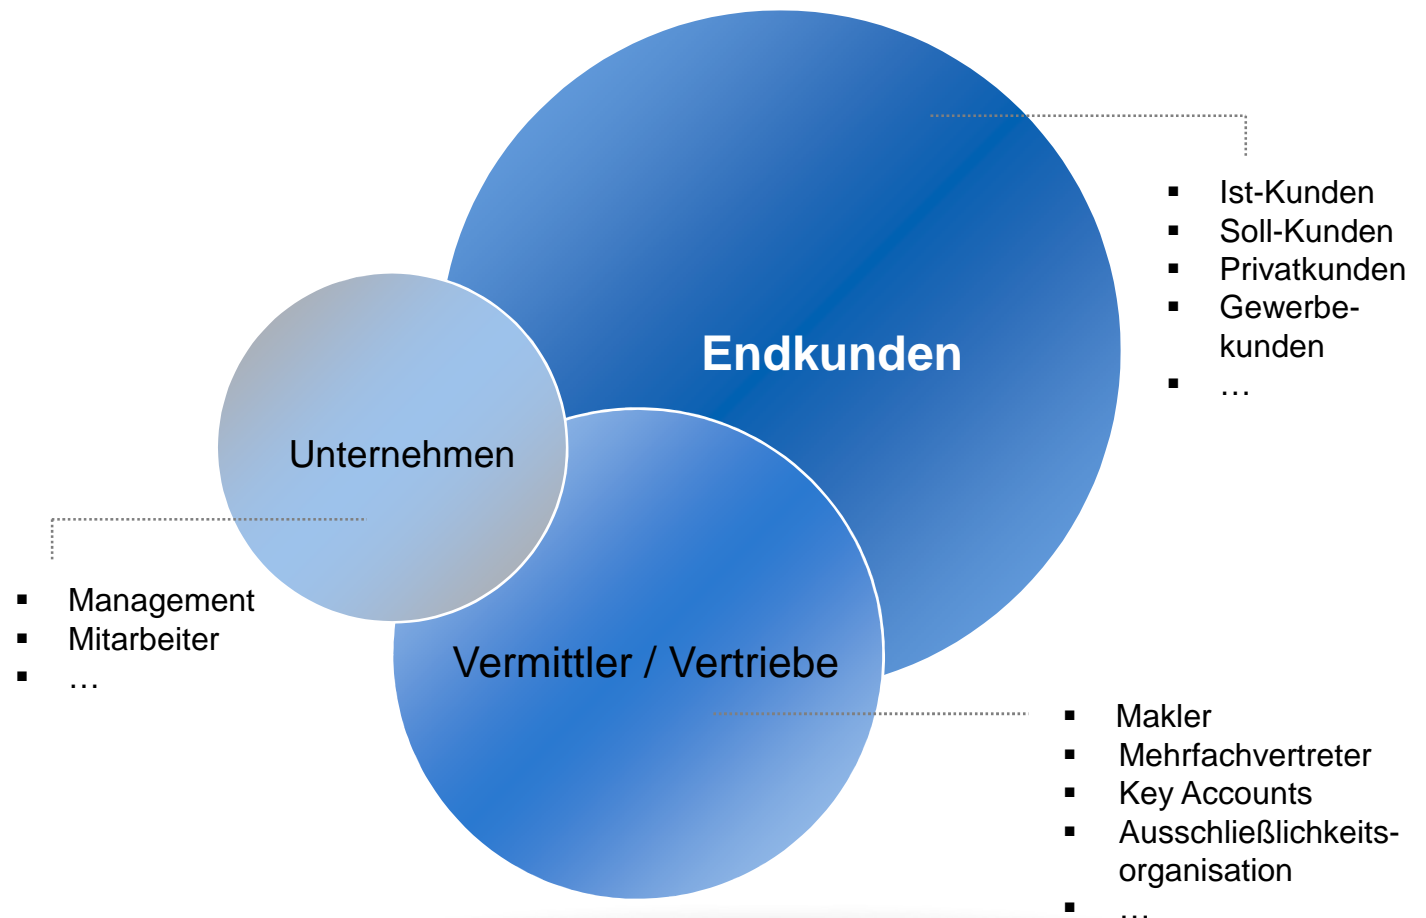 ▪ Ist-Kunden
▪ Soll-Kunden
▪ Privatkunden
▪ Gewerbe-
kunden
▪ …
Endkunden
Unternehmen
▪ Management
▪ Mitarbeiter
▪ …
Vermittler / Vertriebe
▪ Makler
▪ Mehrfachvertreter
▪ Key Accounts
▪ Ausschließlichkeits-
organisation
▪ …